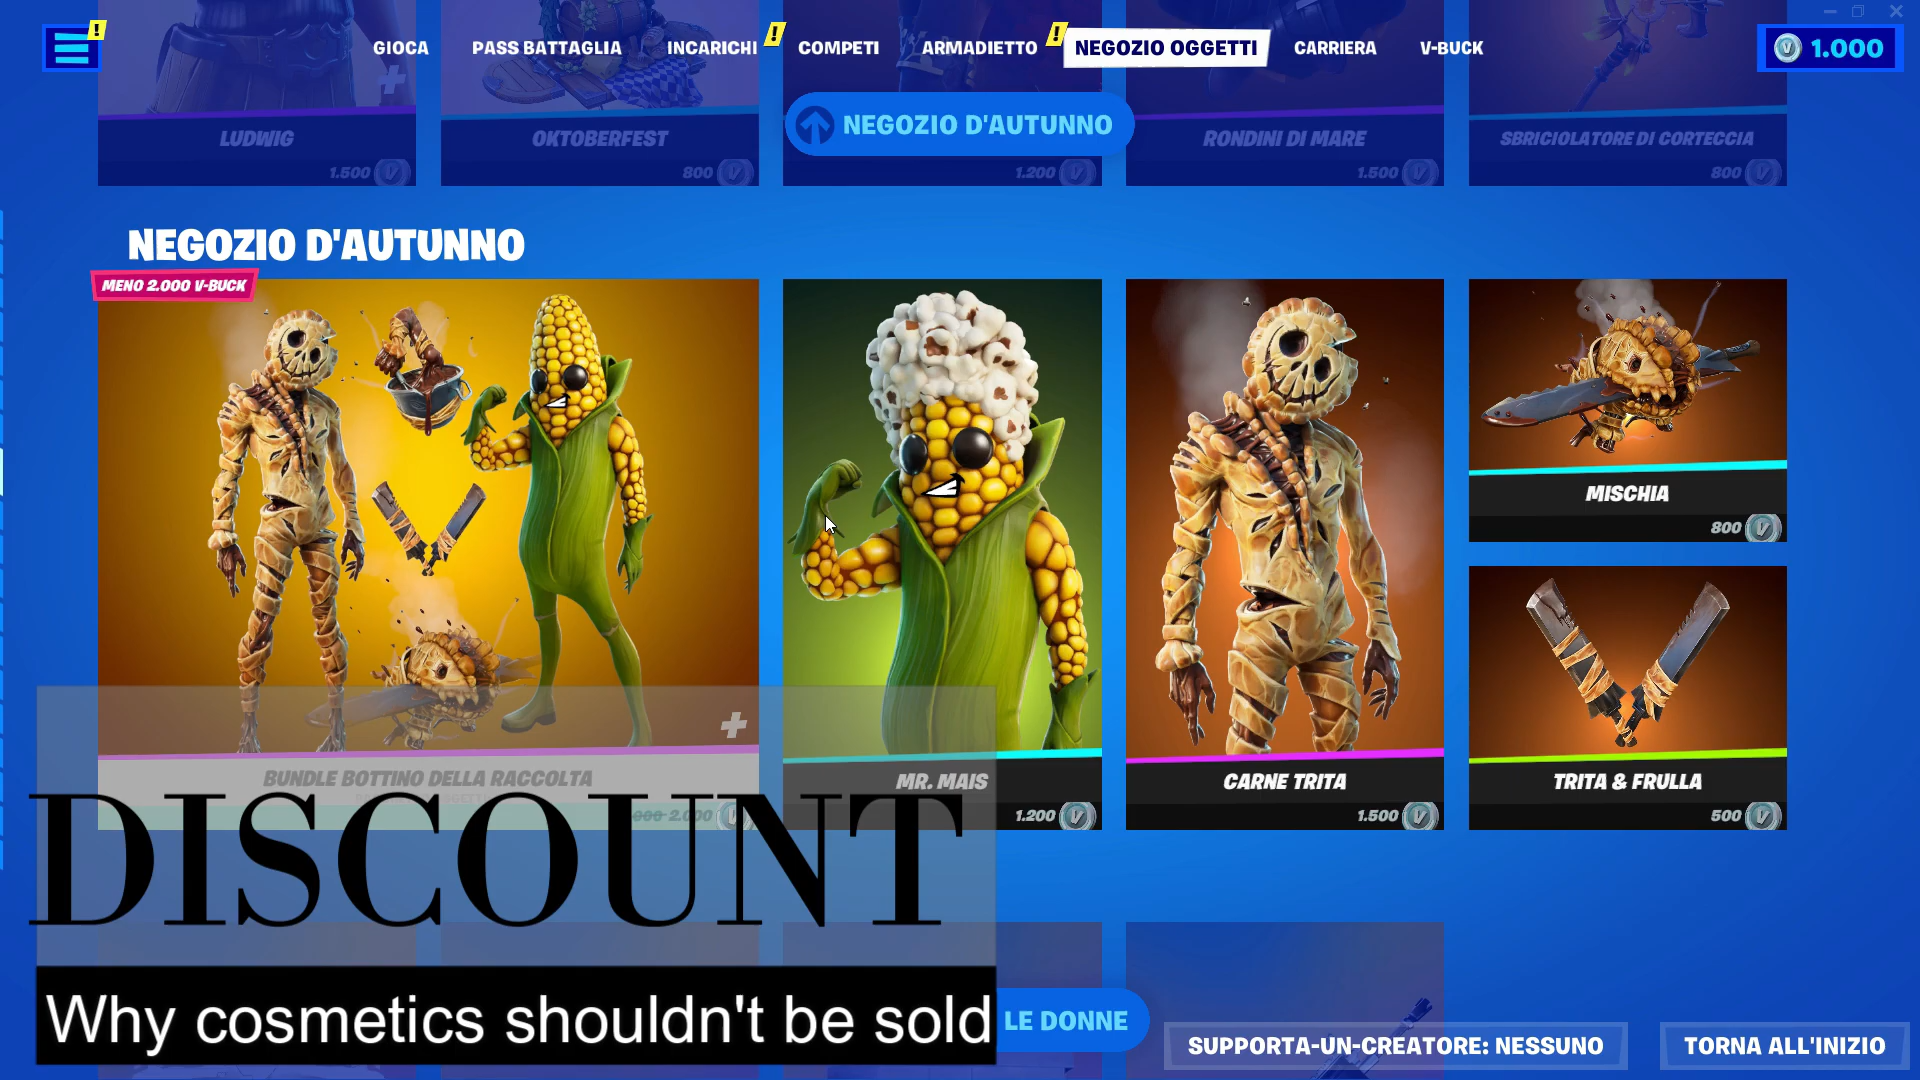 GIOCA
PASS BATTAGLIA
INCARICHI
!
COMPETI
ARMADIETTO
!
NEGOZIO OGGETTI
CARRIERA
V-BUCK
!
1.000
NEGOZIO D'AUTUNNO
LUDWIG
1.500
OKTOBERFEST
800
1.200
RONDINI DI MARE
1.500
SBRICIOLATORE DI CORTECCIA
800
NEGOZIO D'AUTUNNO
MENO 2.000 V-BUCK
BUNDLE BOTTINO DELLA RACCOLTA
2.000
MR. MAIS
1.200
CARNE TRITA
1.500
MISCHIA
800
TRITA & FRULLA
500
DISCOUNT
Why cosmetics shouldn't be sold
LE DONNE
SUPPORTA-UN-CREATORE: NESSUNO
TORNA ALL'INIZIO